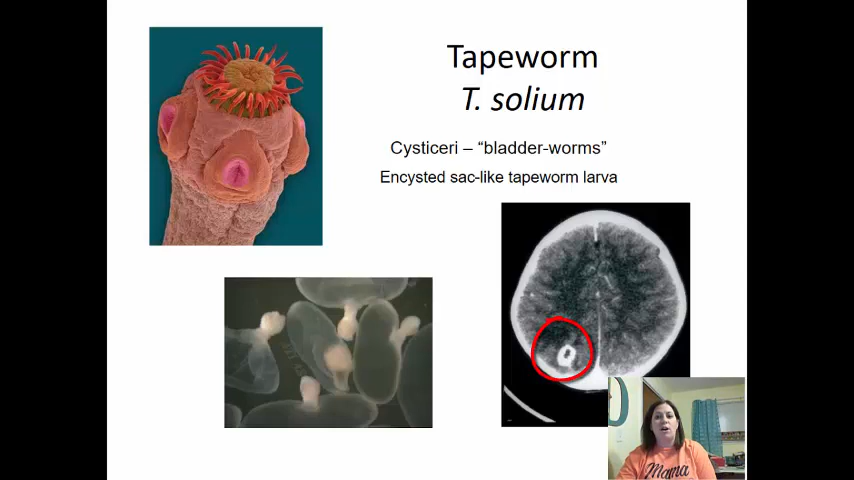 Tapeworm
T. solium
Cysticeri – “bladder-worms”
Encysted sac-like tapeworm larva
Mama